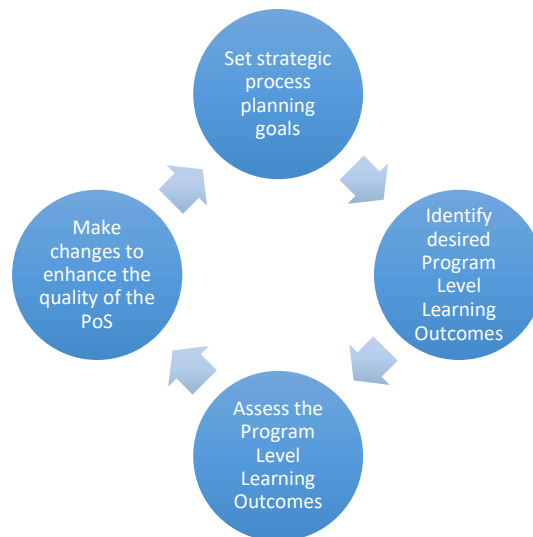 Set strategic
process
planning
goals
Identify
desired
Program
Level
Learning
Outcomes
Assess the
Program
Level
Learning
Outcomes
Make
changes to
enhance the
quality of the
PoS